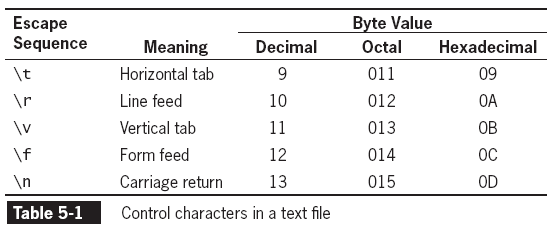 Escape Sequence Meaning Byte Value
Decimal Octal Hexadecimal
\t Horizontal tab 9 011 09
\r Line feed 10 012 0A
\v Vertical tab 11 013 0B
\f Form feed 12 014 0C
\n Carriage return 13 015 0D
Table 5-1 Control characters in a text file